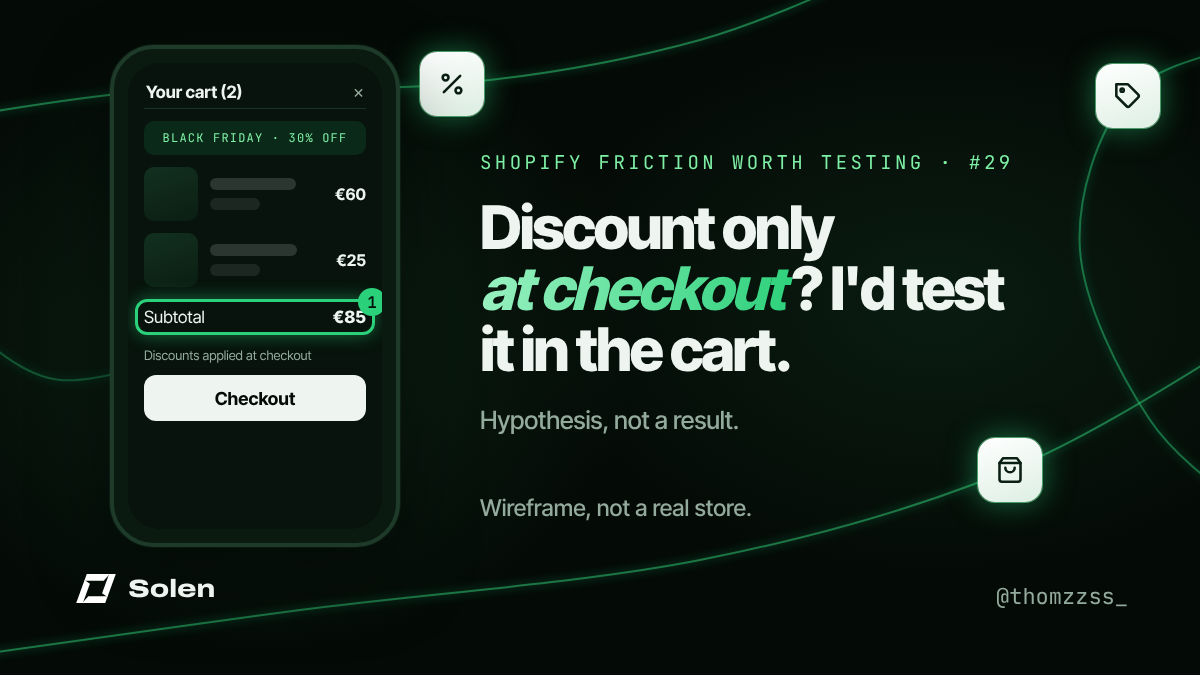 Your cart (2) ×
BLACK FRIDAY · 30% OFF
€60
€25
1
Subtotal €85
Discounts applied at checkout
Checkout
%
SHOPIFY FRICTION WORTH TESTING · #29
Discount only
at checkout? I'd test
it in the cart.
Hypothesis, not a result.
Wireframe, not a real store.
Solen
@thomzzss_